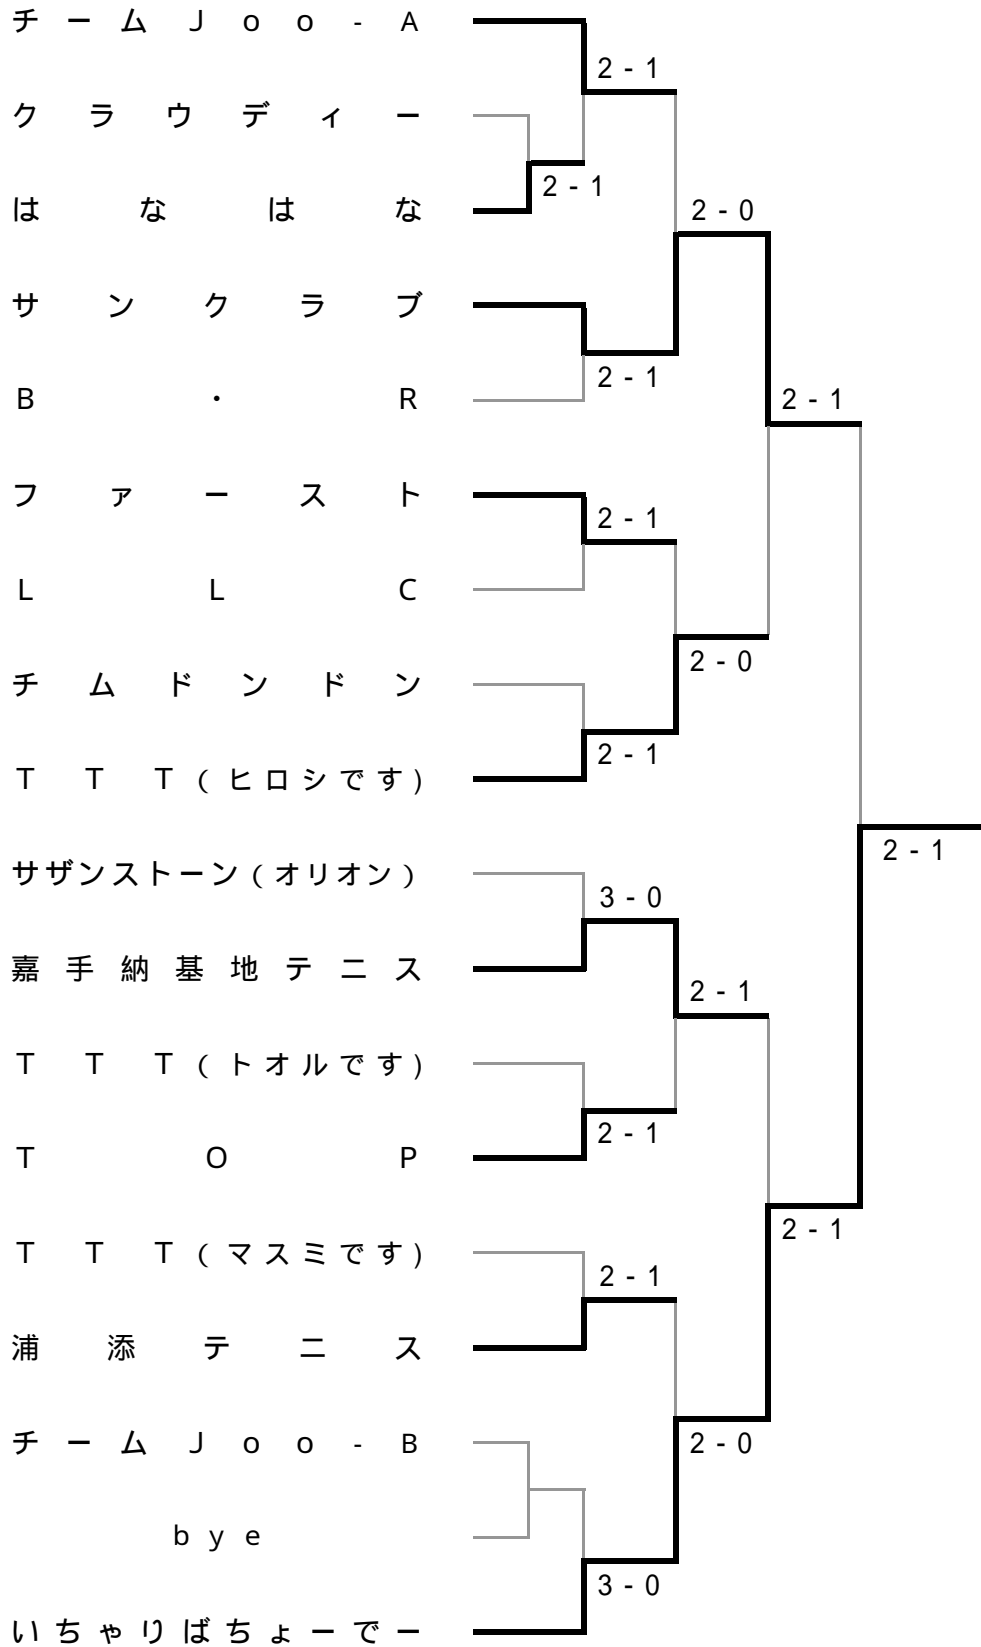 チームJoo-A
2-1
クラウディー
2-1
はなはな
2-0
サンクラブ
2-1
B・R
2-1
ファースト
2-1
LLC
2-0
チムドンドン
2-1
TTT(ヒロシです)
2-1
サザンストーン(オリオン)
3-0
嘉手納基地テニス
2-1
TTT(トオルです)
2-1
TOP
2-1
TTT(マスミです)
2-1
浦添テニス
チームJoo-B
2-0
bye
3-0
いちゃりばちょーでー